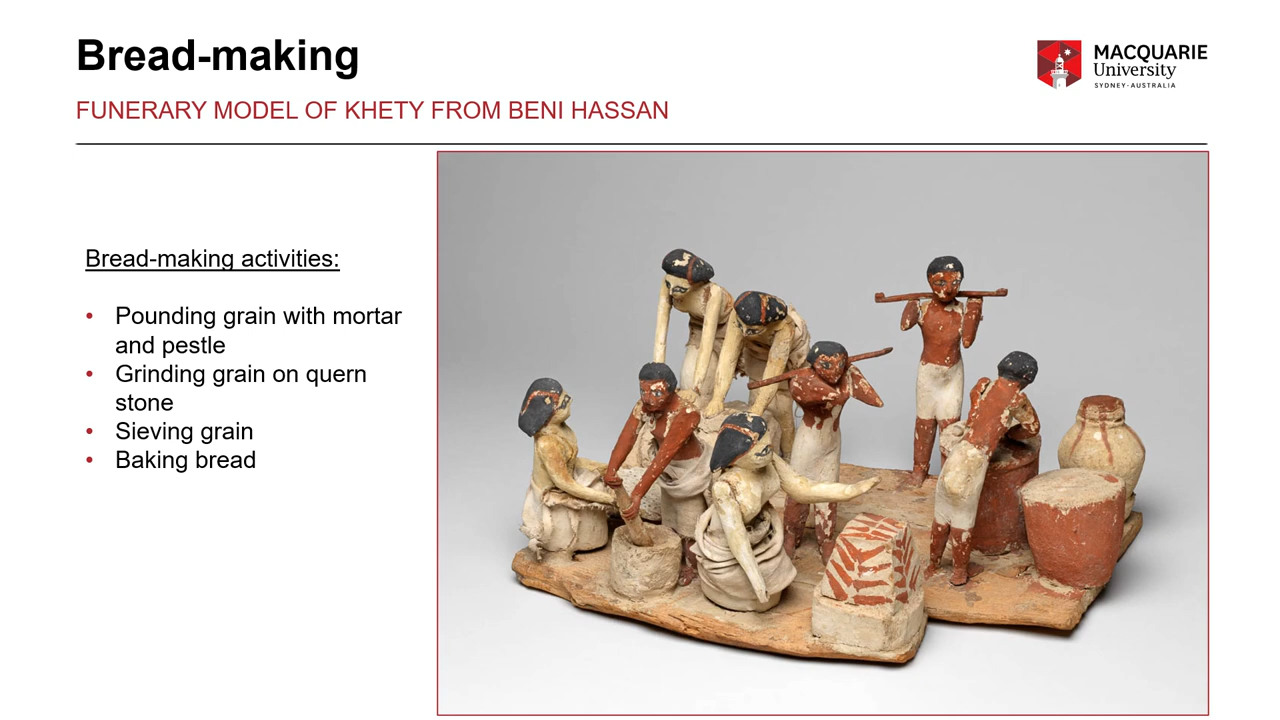 Bread-making
FUNERARY MODEL OF KHETY FROM BENI HASSAN
MACQUARIE
University
SYDNEY·AUSTRALIA
Bread-making activities:
• Pounding grain with mortar
and pestle
• Grinding grain on quern
stone
• Sieving grain
• Baking bread